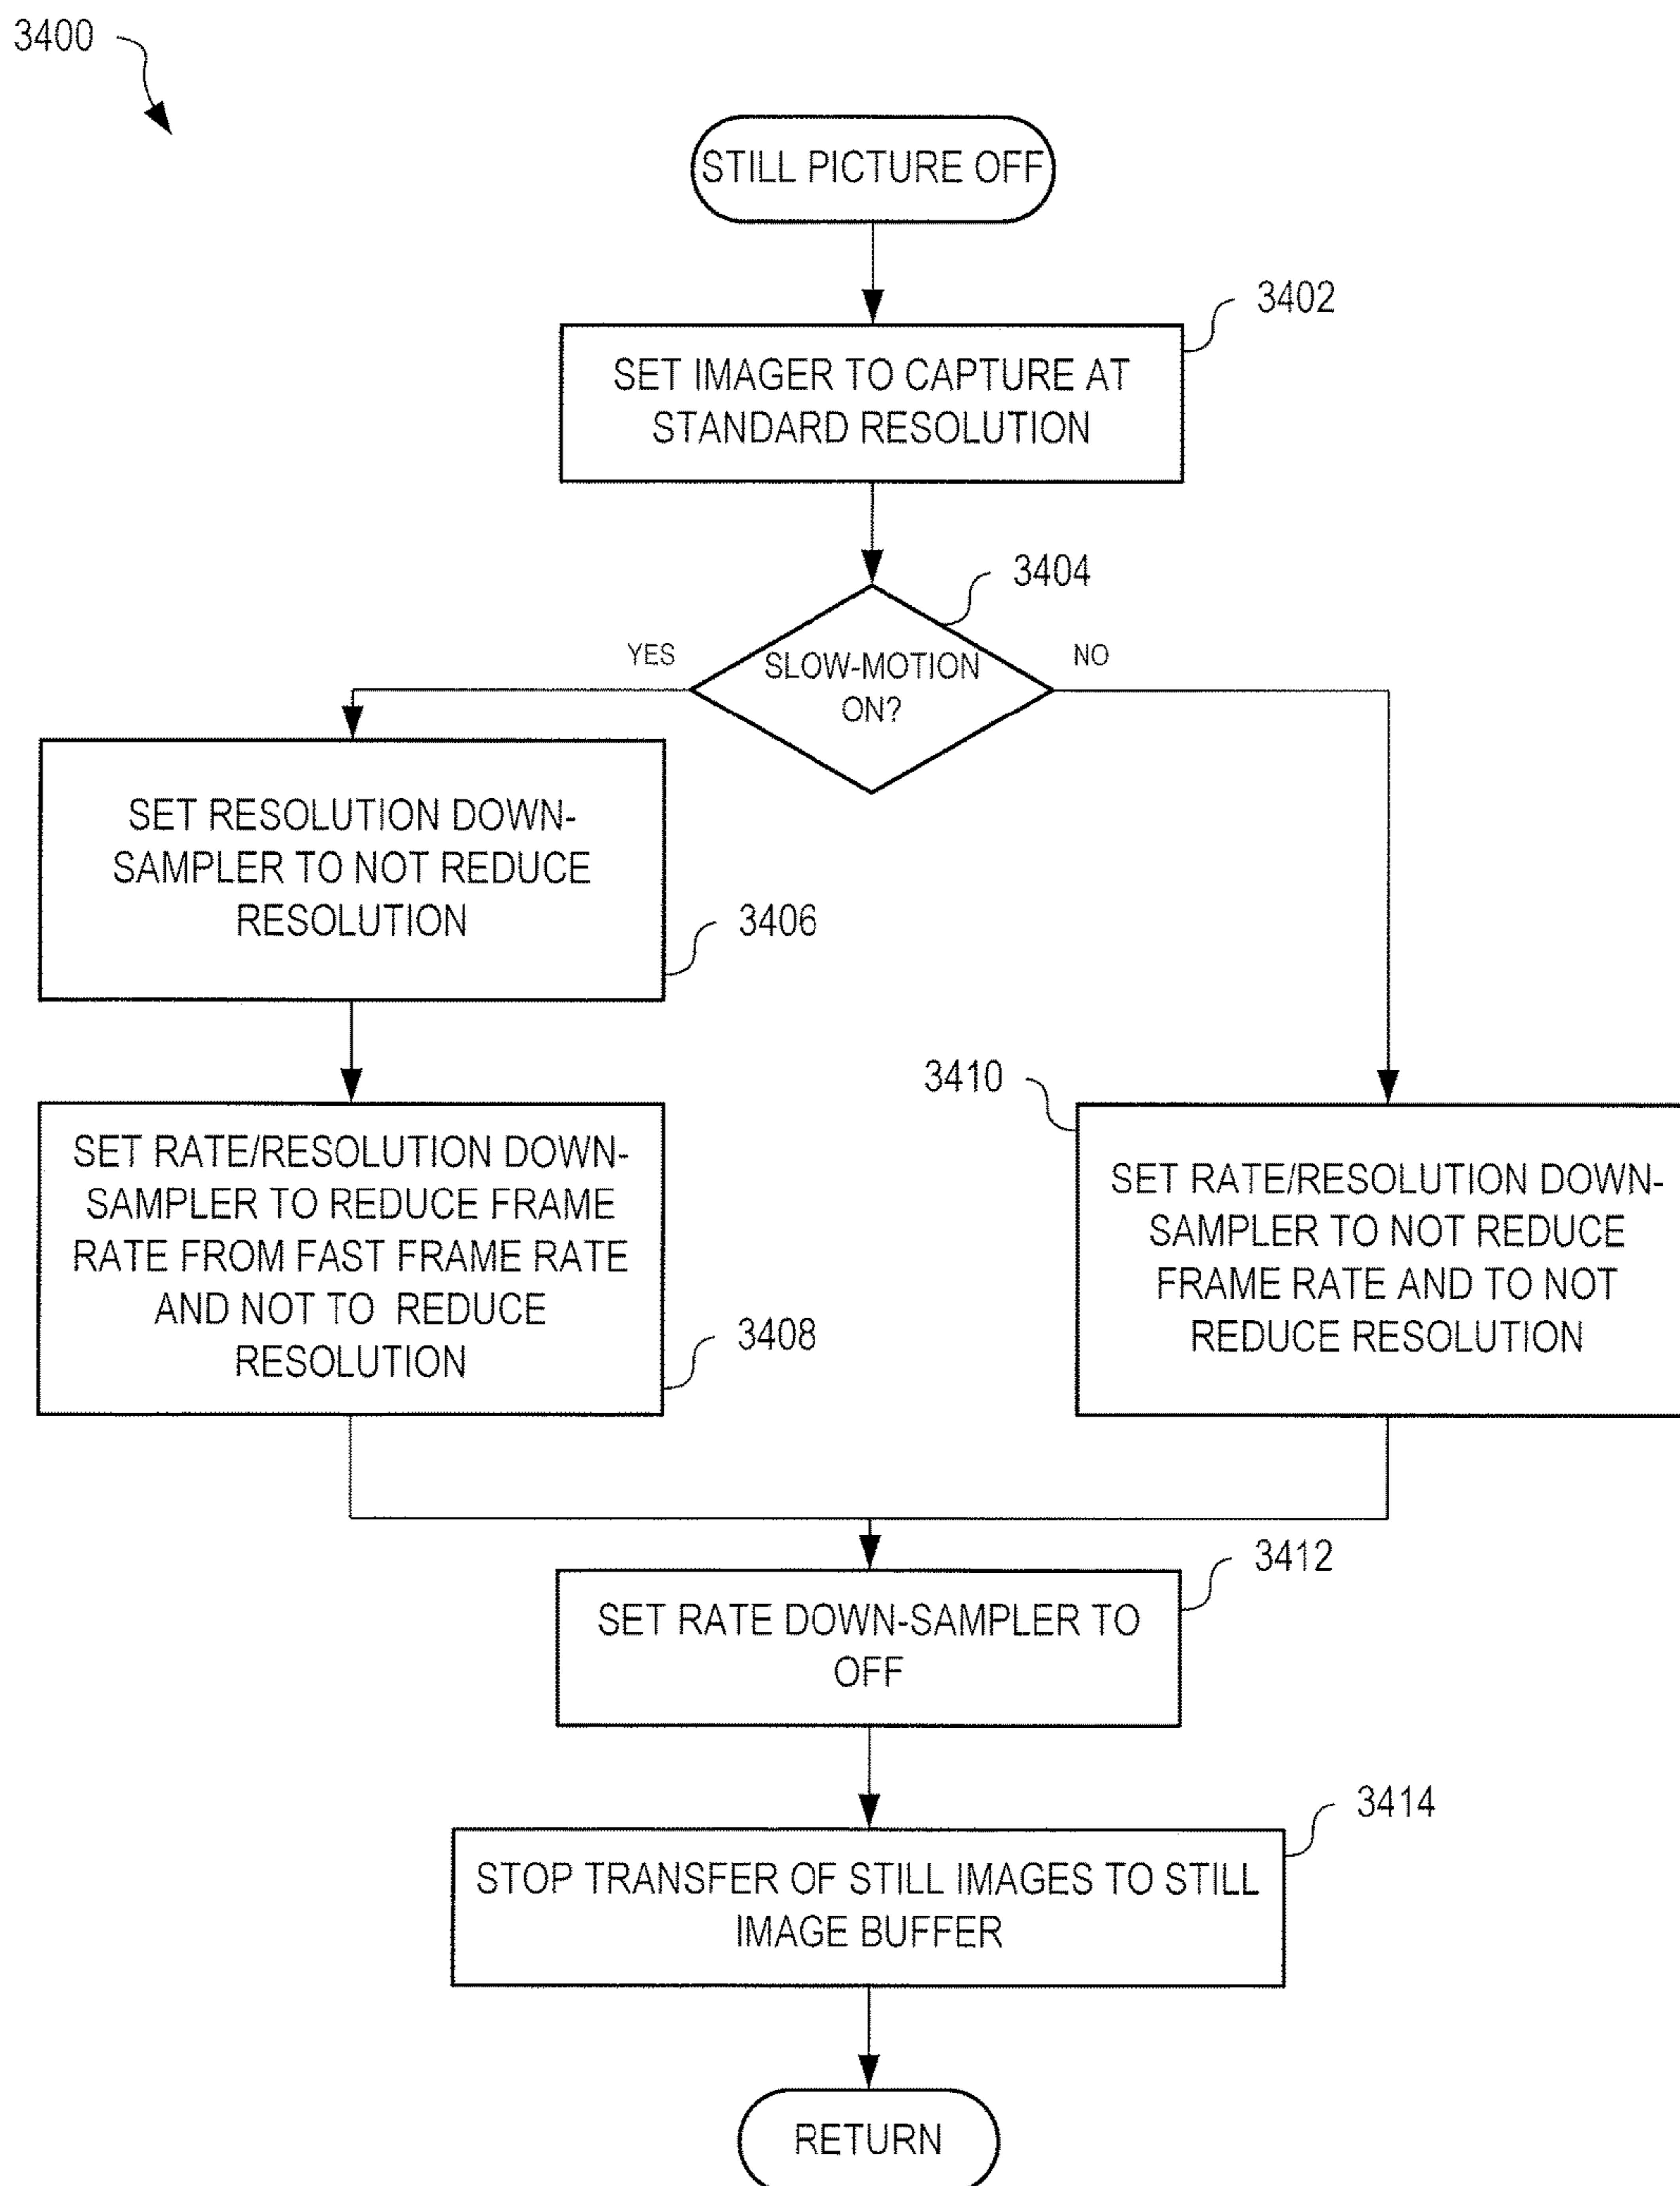 3400
STILL PICTURE OFF
3402
SET IMAGER TO CAPTURE AT
STANDARD RESOLUTION
3404
YES
SLOW-MOTION
ON?
NO
SET RESOLUTION DOWN-
SAMPLER TO NOT REDUCE
RESOLUTION
3406
SET RATE/RESOLUTION DOWN-
SAMPLER TO REDUCE FRAME
RATE FROM FAST FRAME RATE
AND NOT TO REDUCE
RESOLUTION
3408
3410
SET RATE/RESOLUTION DOWN-
SAMPLER TO NOT REDUCE
FRAME RATE AND TO NOT
REDUCE RESOLUTION
3412
SET RATE DOWN-SAMPLER TO
OFF
3414
STOP TRANSFER OF STILL IMAGES TO STILL
IMAGE BUFFER
RETURN